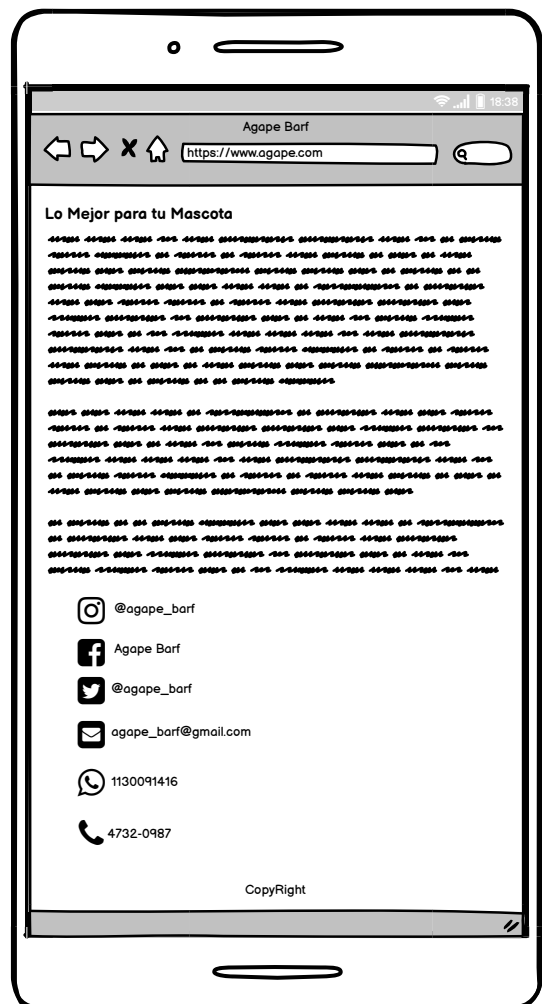 18:38
Agape Barf
https://www.agape.com
Lo Mejor para tu Mascota
@agape_barf
Agape Barf
@agape_barf
agape_barf@gmail.com
1130091416
4732-0987
CopyRight